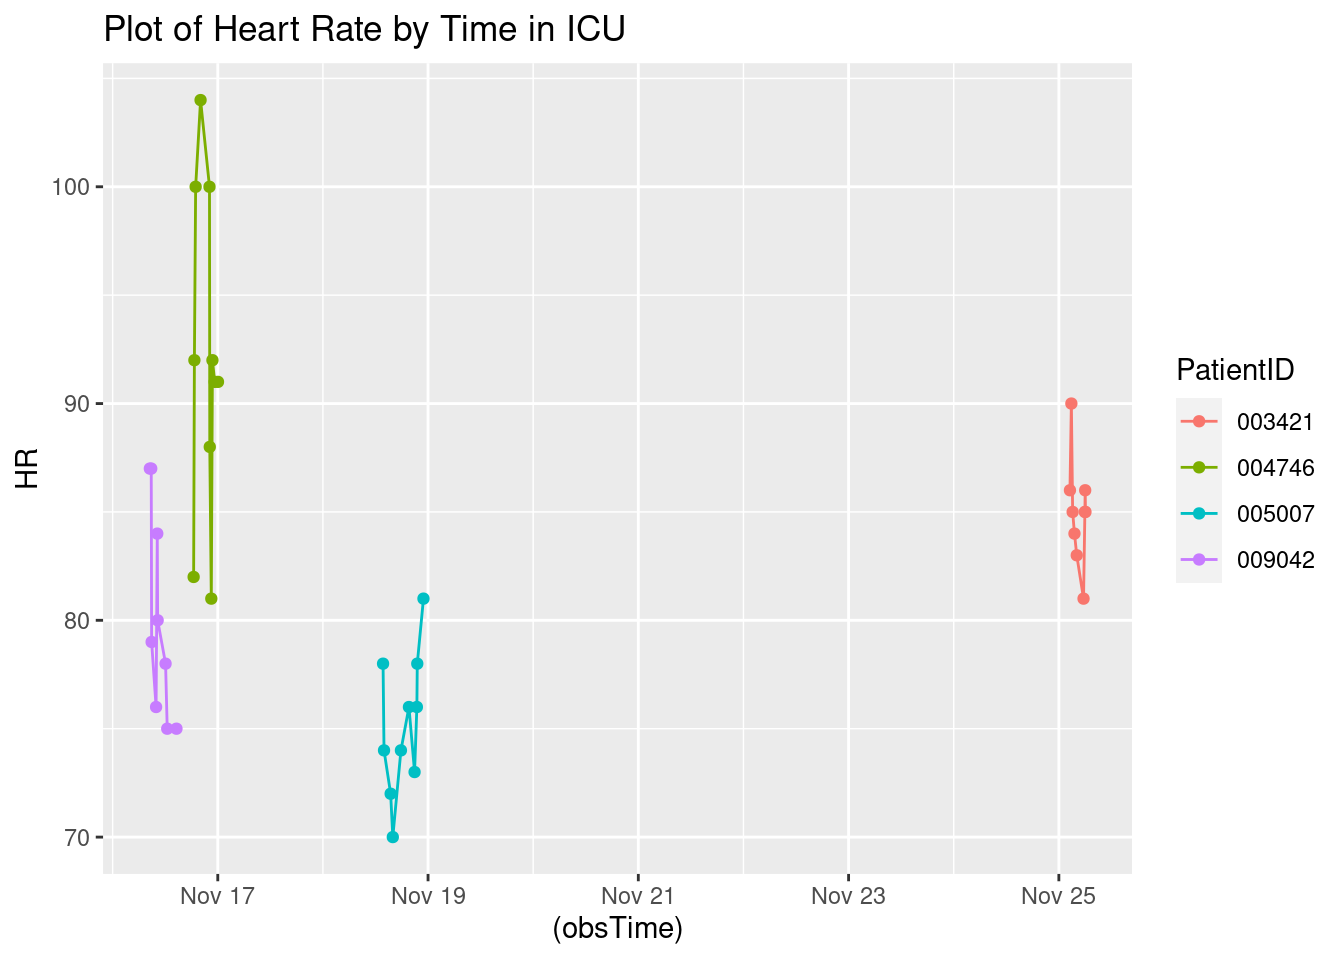 Plot of Heart Rate by Time in ICU
HR
100
90
80
70
Nov 17 Nov 19 Nov 21 Nov 23 Nov 25
(obsTime)
PatientID
003421
004746
005007
009042